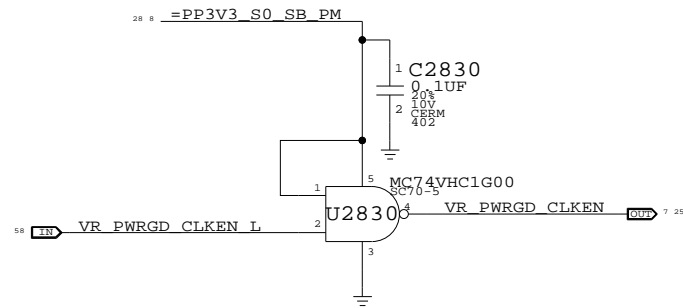 28 8 =PP3V3_S0_SB_PM
1 C2830
0.1UF
20%
10V
2 CERM
402
5 MC74VHC1G00
SC70-5
1
U2830 4 VR_PWRGD_CLKEN OUT 7 25
2
58 IN VR_PWRGD_CLKEN_L
3